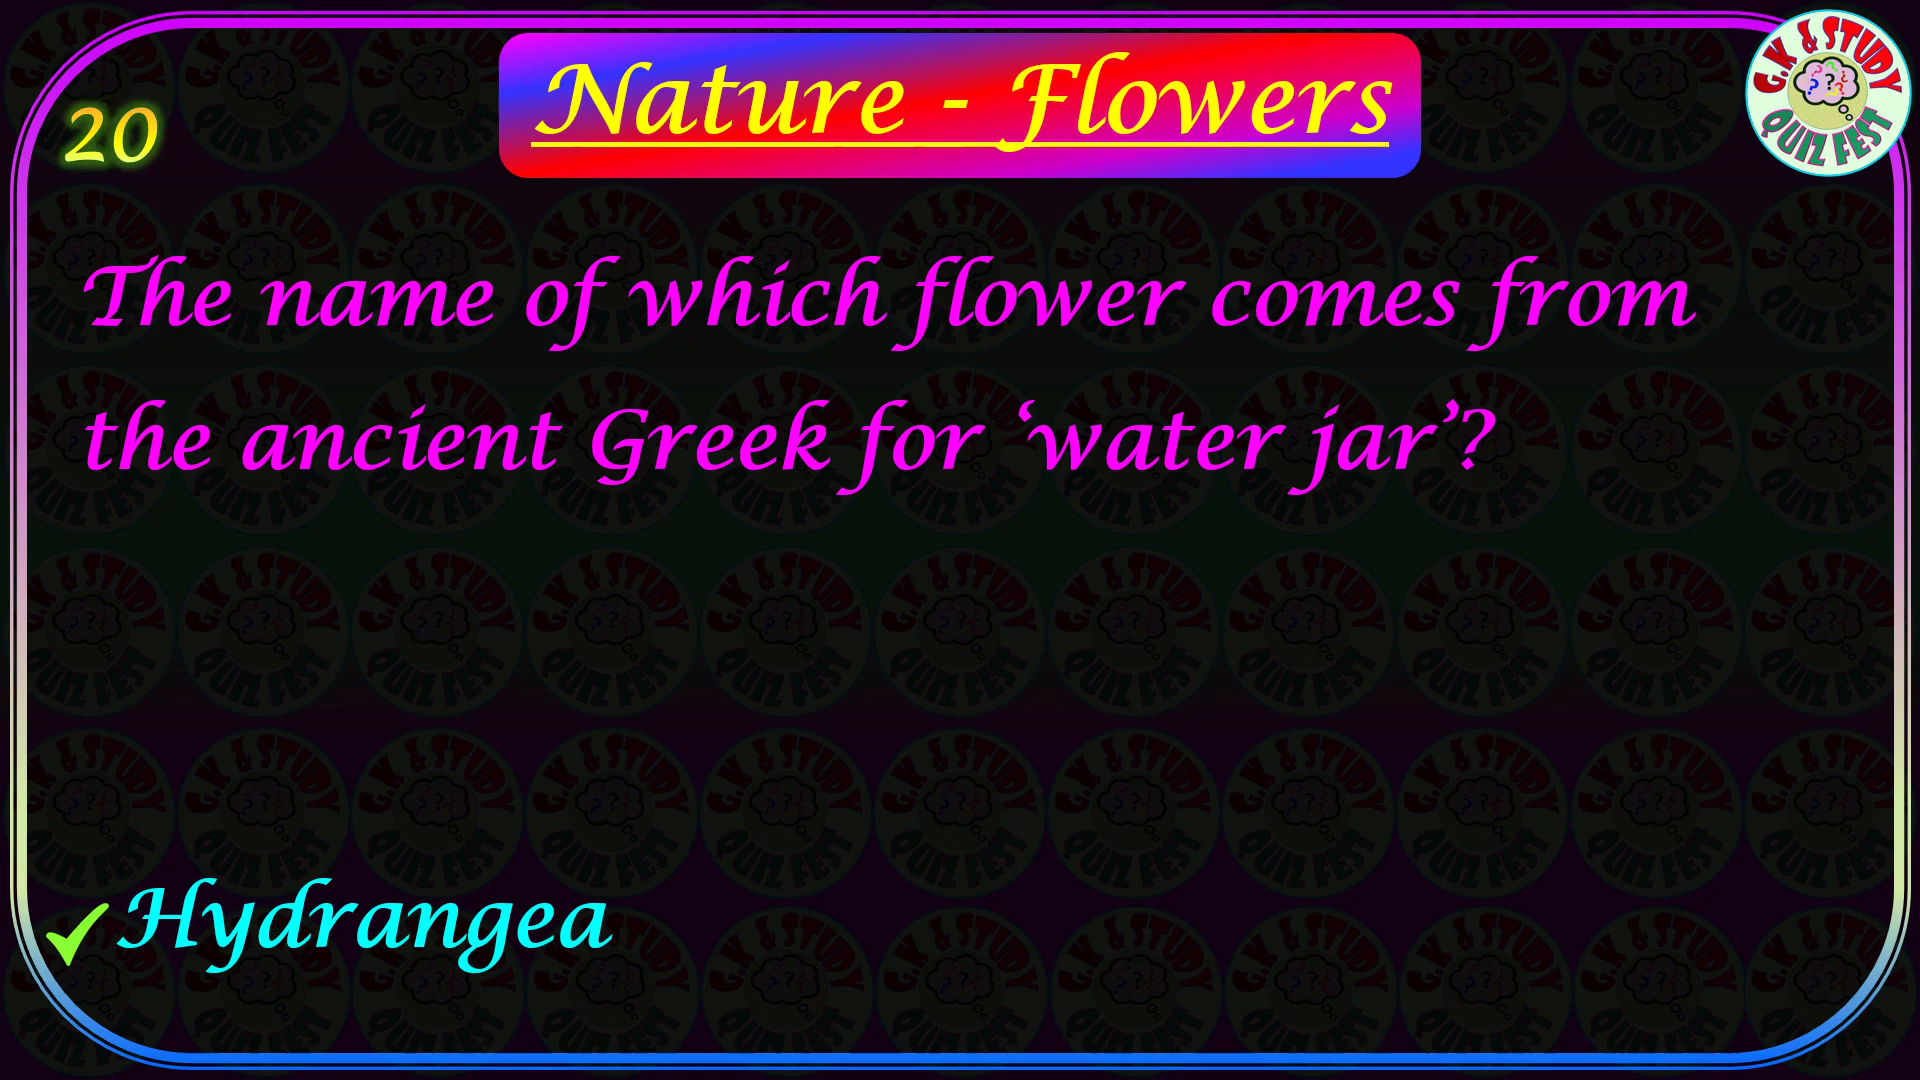 Nature - Flowers
G.K & STUDY
QUIZ FEST
20
The name of which flower comes from
the ancient Greek for ‘water jar’?
Hydrangea